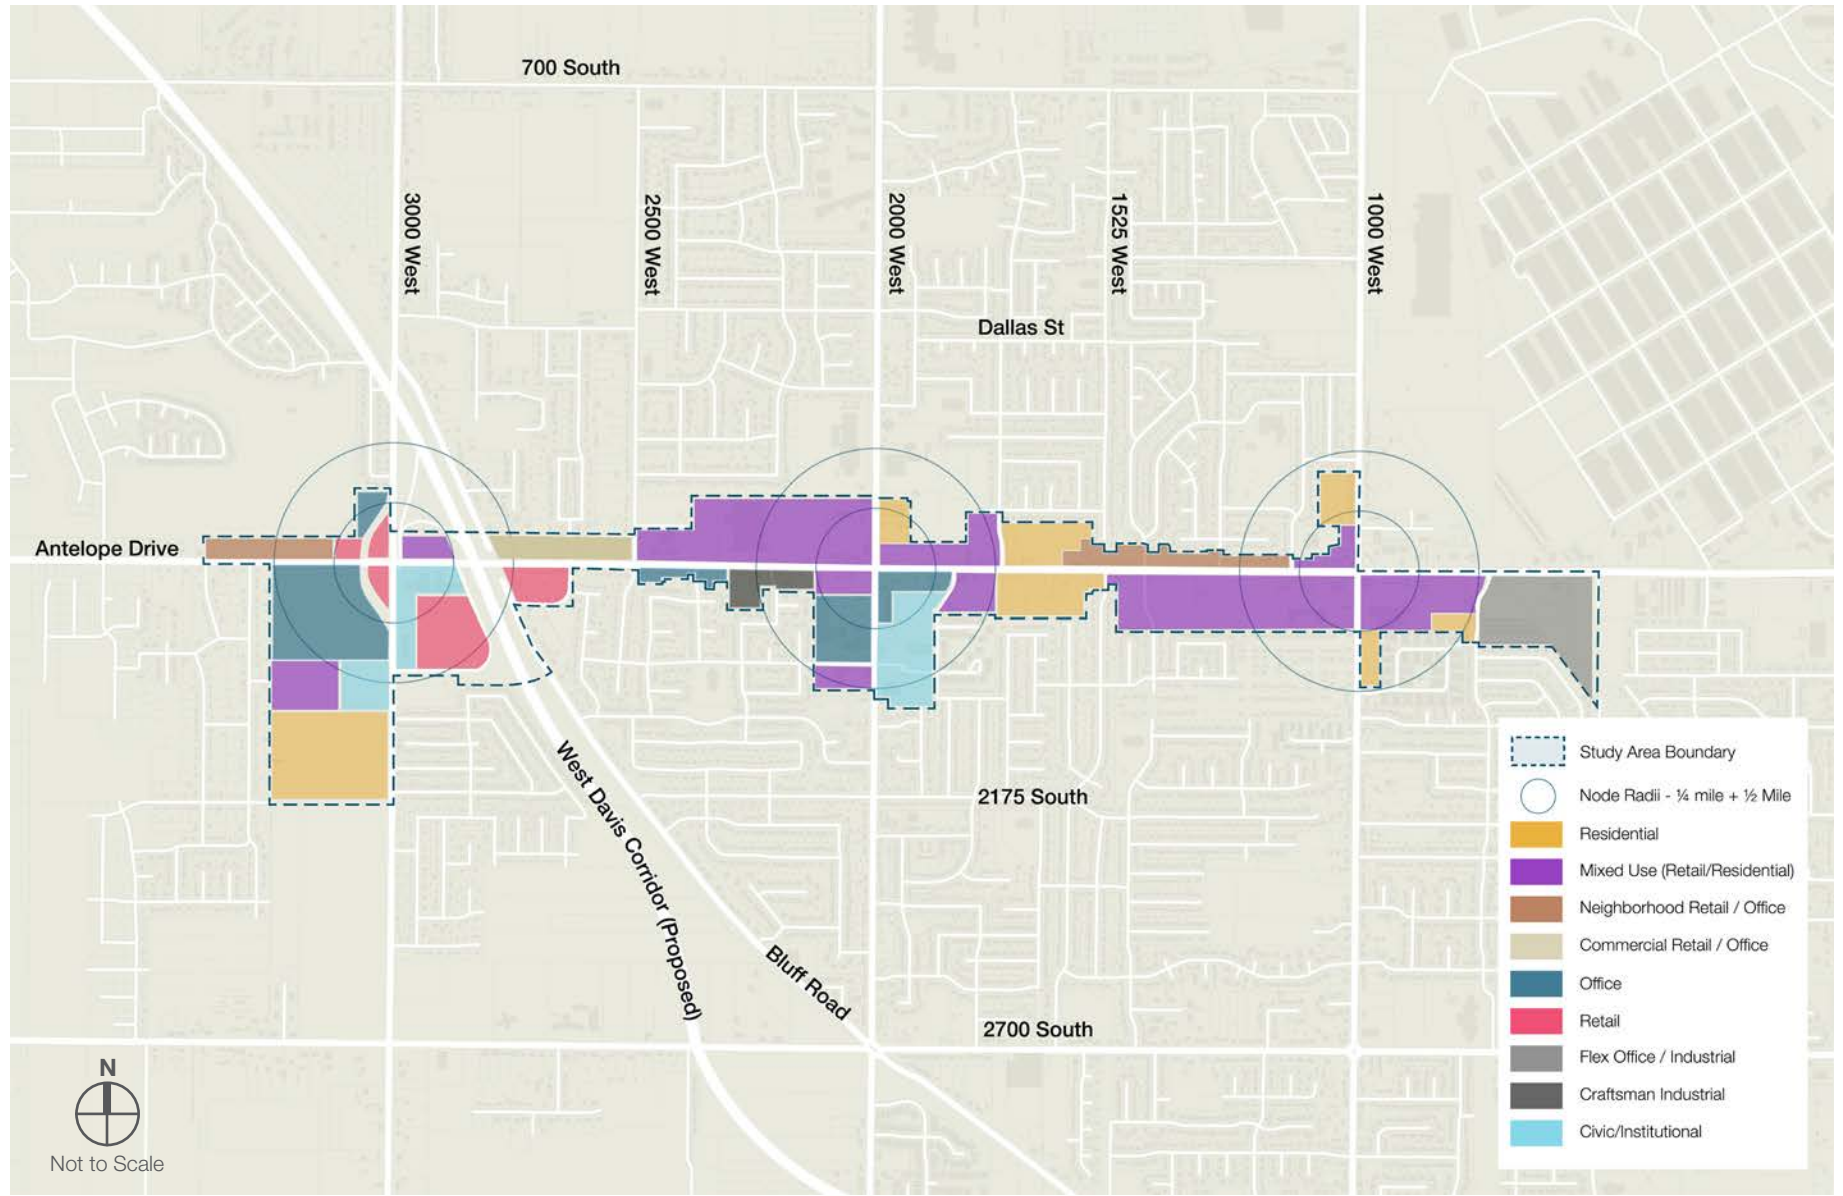 700 South
3000 West
2500 West
2000 West
1525 West
1000 West
Dallas St
Antelope Drive
West Davis Corridor (Proposed)
2175 South
Bluff Road
2700 South
N
Not to Scale
Study Area Boundary
Node Radii - ¼ mile + ½ Mile
Residential
Mixed Use (Retail/Residential)
Neighborhood Retail / Office
Commercial Retail / Office
Office
Retail
Flex Office / Industrial
Craftsman Industrial
Civic/Institutional